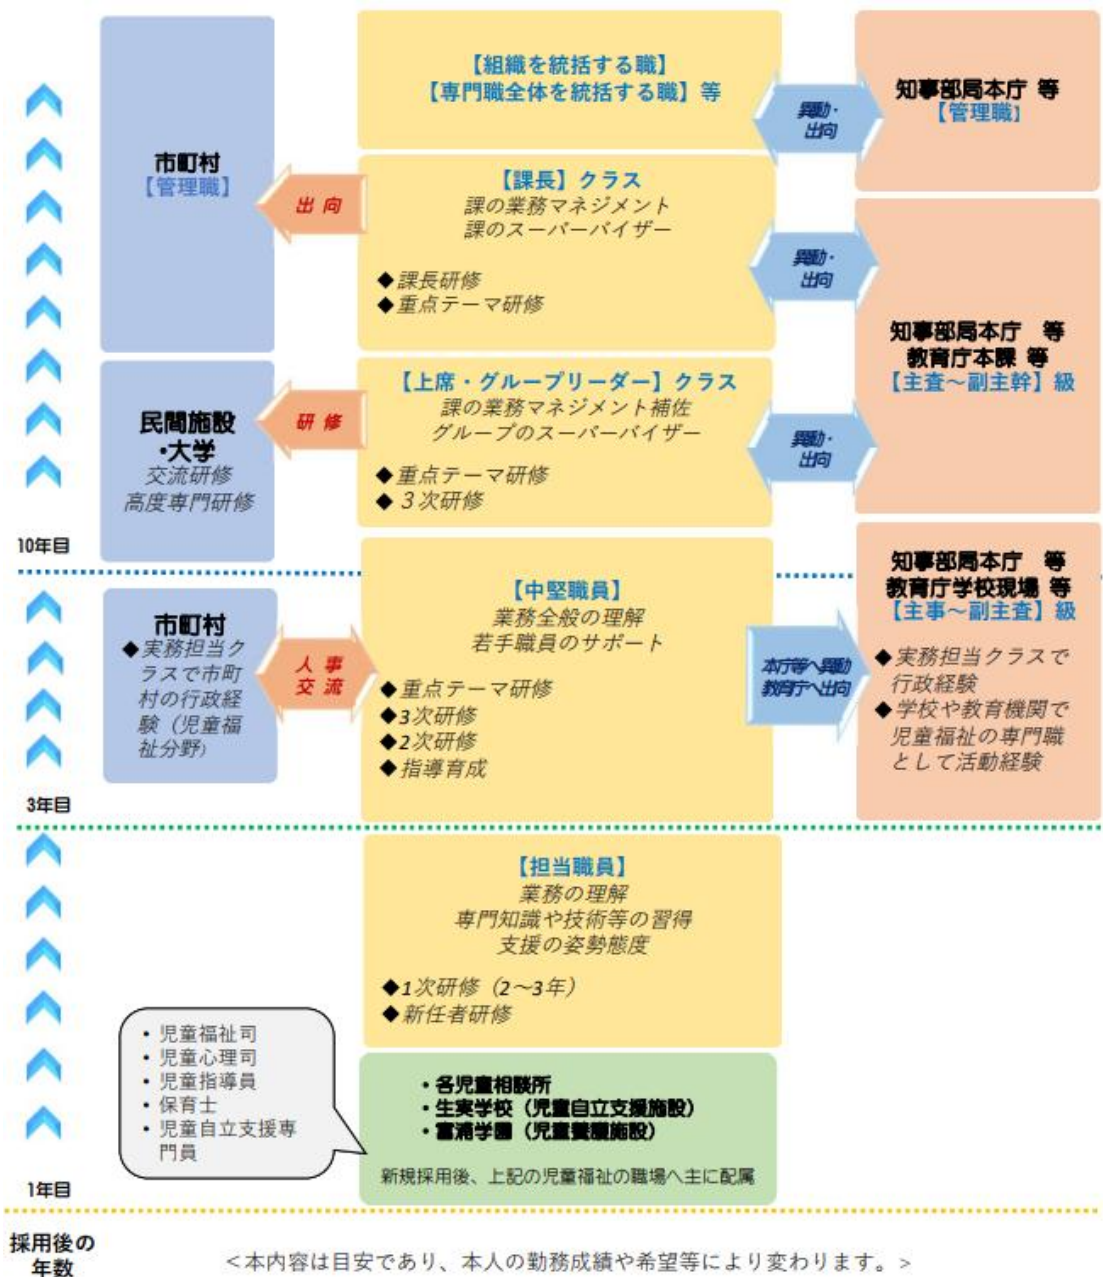 【組織を統括する職】
【専門職全体を統括する職】等
異動・
出向
知事部局本庁 等
【管理職】
市町村
【管理職】
出 向
【課長】クラス
課の業務マネジメント
課のスーパーバイザー
◆課長研修
◆重点テーマ研修
異動・
出向
知事部局本庁　等
教育庁本課 等
【主査～副主幹】級
民間施設
・大学
交流研修
高度専門研修
研 修
【上席・グループリーダー】クラス
課の業務マネジメント補佐
グループのスーパーバイザー
◆重点テーマ研修
◆３次研修
異動・
出向
10年目
市町村
◆実務担当ク
ラスで市町
村の行政経
験（児童福
祉分野）
人 事
交 流
【中堅職員】
業務全般の理解
若手職員のサポート
◆重点テーマ研修
◆3次研修
◆2次研修
◆指導育成
本庁等へ異動
教育庁へ出向
知事部局本庁　等
教育庁学校現場 等
【主事～副主査】級
◆実務担当クラスで
行政経験
◆学校や教育機関で
児童福祉の専門職
として活動経験
3年目
【担当職員】
業務の理解
専門知識や技術等の習得
支援の姿勢態度
◆1次研修（2～3年）
◆新任者研修
• 児童福祉司
• 児童心理司
• 児童指導員
• 保育士
• 児童自立支援専
門員
・各児童相談所
・生実学校（児童自立支援施設）
・富浦学園（児童養護施設）
新規採用後、上記の児童福祉の職場へ主に配属
1年目
採用後の
年数
＜本内容は目安であり、本人の勤務成績や希望等により変わります。＞